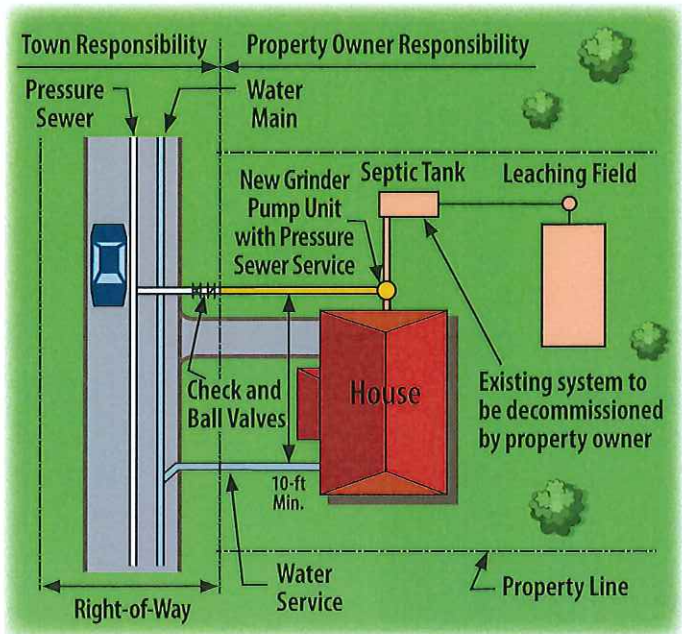 Town Responsibility
Property Owner Responsibility
Pressure
Sewer
Water
Main
New Grinder
Pump Unit
with Pressure
Sewer Service
Septic Tank
Leaching Field
Check and
Ball Valves
House
Existing system to
be decommissioned
by property owner
10-ft
Min.
Water
Service
Property Line
Right-of-Way